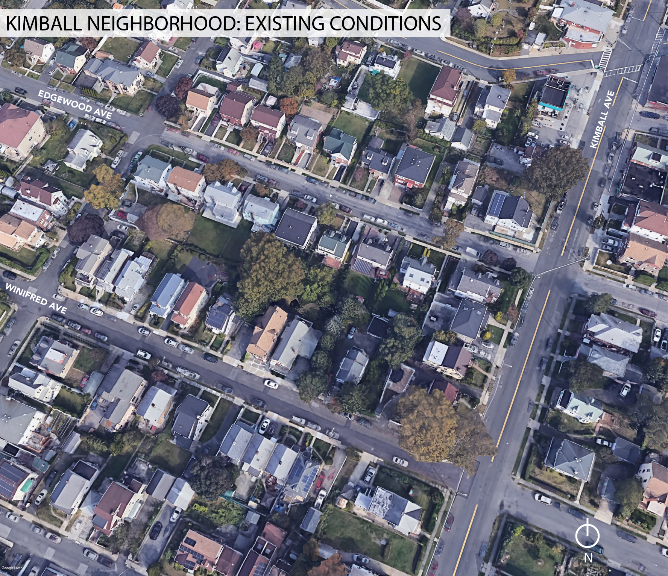 KIMBALL NEIGHBORHOOD: EXISTING CONDITIONS
EDGEWOOD AVE
KIMBALL AVE
WINIFRED AVE
N